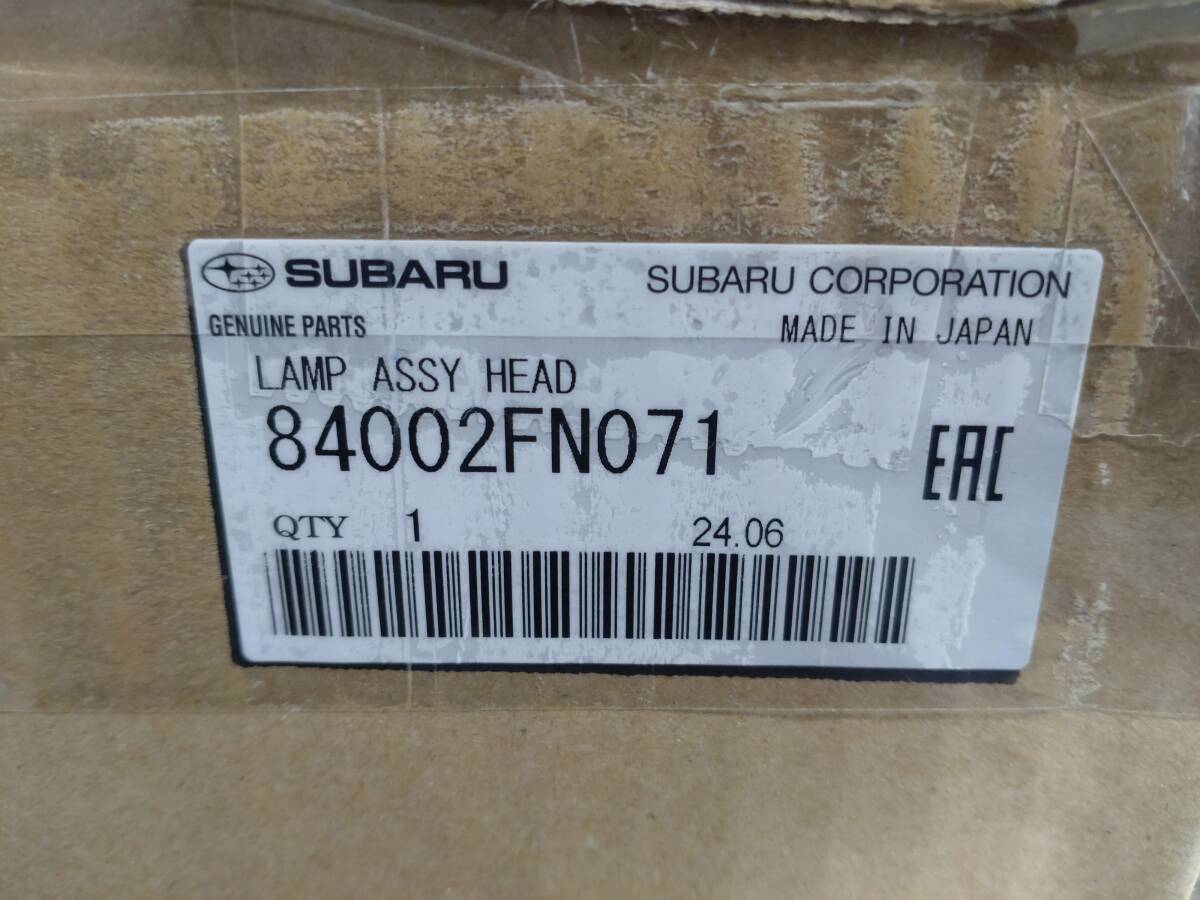 SUBARU SUBARU CORPORATION
GENUINE PARTS MADE IN JAPAN
LAMP ASSY HEAD
84002FN071
EAC
QTY 1 24.06